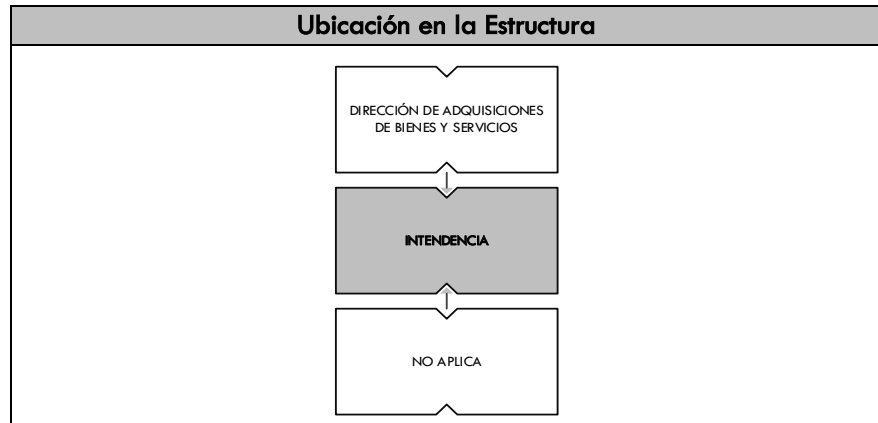 Ubicación en la Estructura
DIRECCIÓN DE ADQUISICIONES
DE BIENES Y SERVICIOS
INTENDENCIA
NO APLICA